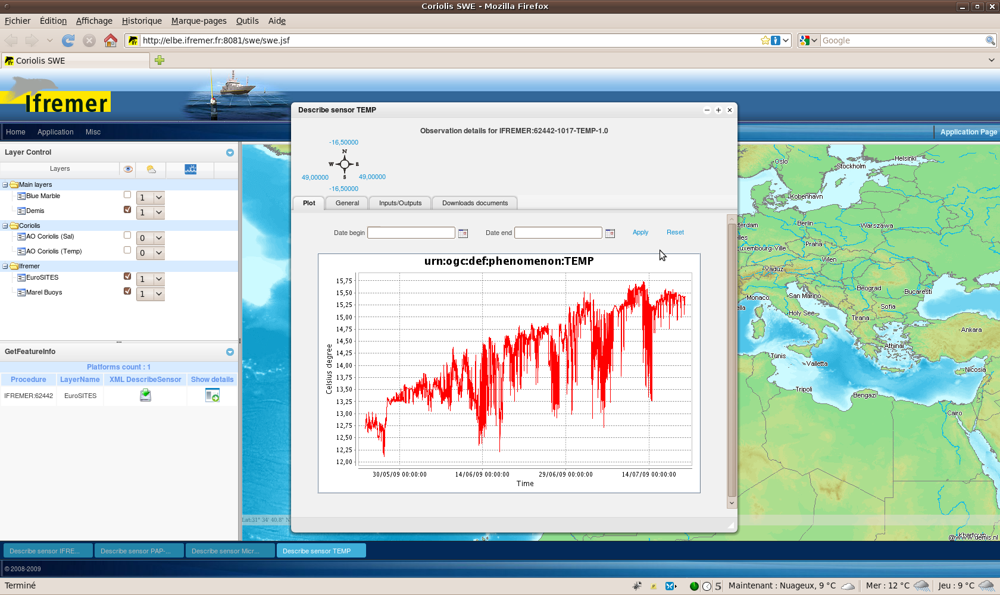 Coriolis SWE - Mozilla Firefox
Fichier Édition Affichage Historique Marque-pages Outils Aide
http://elbe.ifremer.fr:8081/swe/swe.jsf
Google
Coriolis SWE
Ifremer
Home Application Misc
Application Page
Layer Control
Layers
Main layers
Blue Marble 1
Demis 1
Coriolis
AO Coriolis (Sal) 0
AO Coriolis (Temp) 0
Ifremer
EuroSITES 1
Marel Buoys 1
GetFeatureInfo
Platforms count : 1
Procedure LayerName XML DescribeSensor Show details
IFREMER:62442 EuroSITES
Describe sensor TEMP
Observation details for IFREMER:62442-1017-TEMP-1.0
-16,50000
N
W E
S
49,00000 49,00000
-16,50000
Plot General Inputs/Outputs Downloads documents
Date begin Date end Apply Reset
urn:ogc:def:phenomenon:TEMP
15,75
15,50
15,25
15,00
14,75
14,50
14,25
14,00
13,75
13,50
13,25
13,00
12,75
12,50
12,25
12,00
Celsius degree
30/05/09 00:00:00 14/06/09 00:00:00 29/06/09 00:00:00 14/07/09 00:00:00
Time
Oslo
Helsinki
Stockholm
Kobenhavn
terdam
Berlin
Warszawa
elles
uxembourg-Ville
Praha
Wien
Vaduz
Monaco
San Marino
Beograd
Bucaresti
ella
Holy See
Sofia
Tirana
Ankara
Athinai
Tunis
Valletta
Nicosia
Tripoli
Bengazi
Cairo
Lat:31° 34' 40.8" N
@www.demis.nl
Describe sensor IFRE... Describe sensor PAP-... Describe sensor Micr... Describe sensor TEMP
© 2008-2009
Terminé
5 Maintenant : Nuageux, 9 °C Mer : 12 °C Jeu : 9 °C